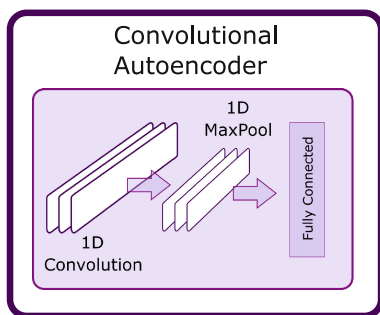 Convolutional
Autoencoder
1D
MaxPool
1D
Convolution
Fully Connected